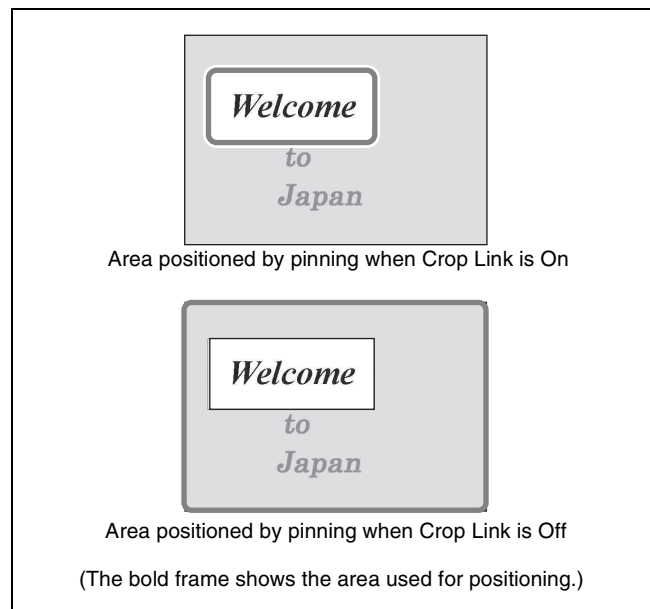 Welcome
to
Japan
Area positioned by pinning when Crop Link is On
Welcome
to
Japan
Area positioned by pinning when Crop Link is Off
(The bold frame shows the area used for positioning.)